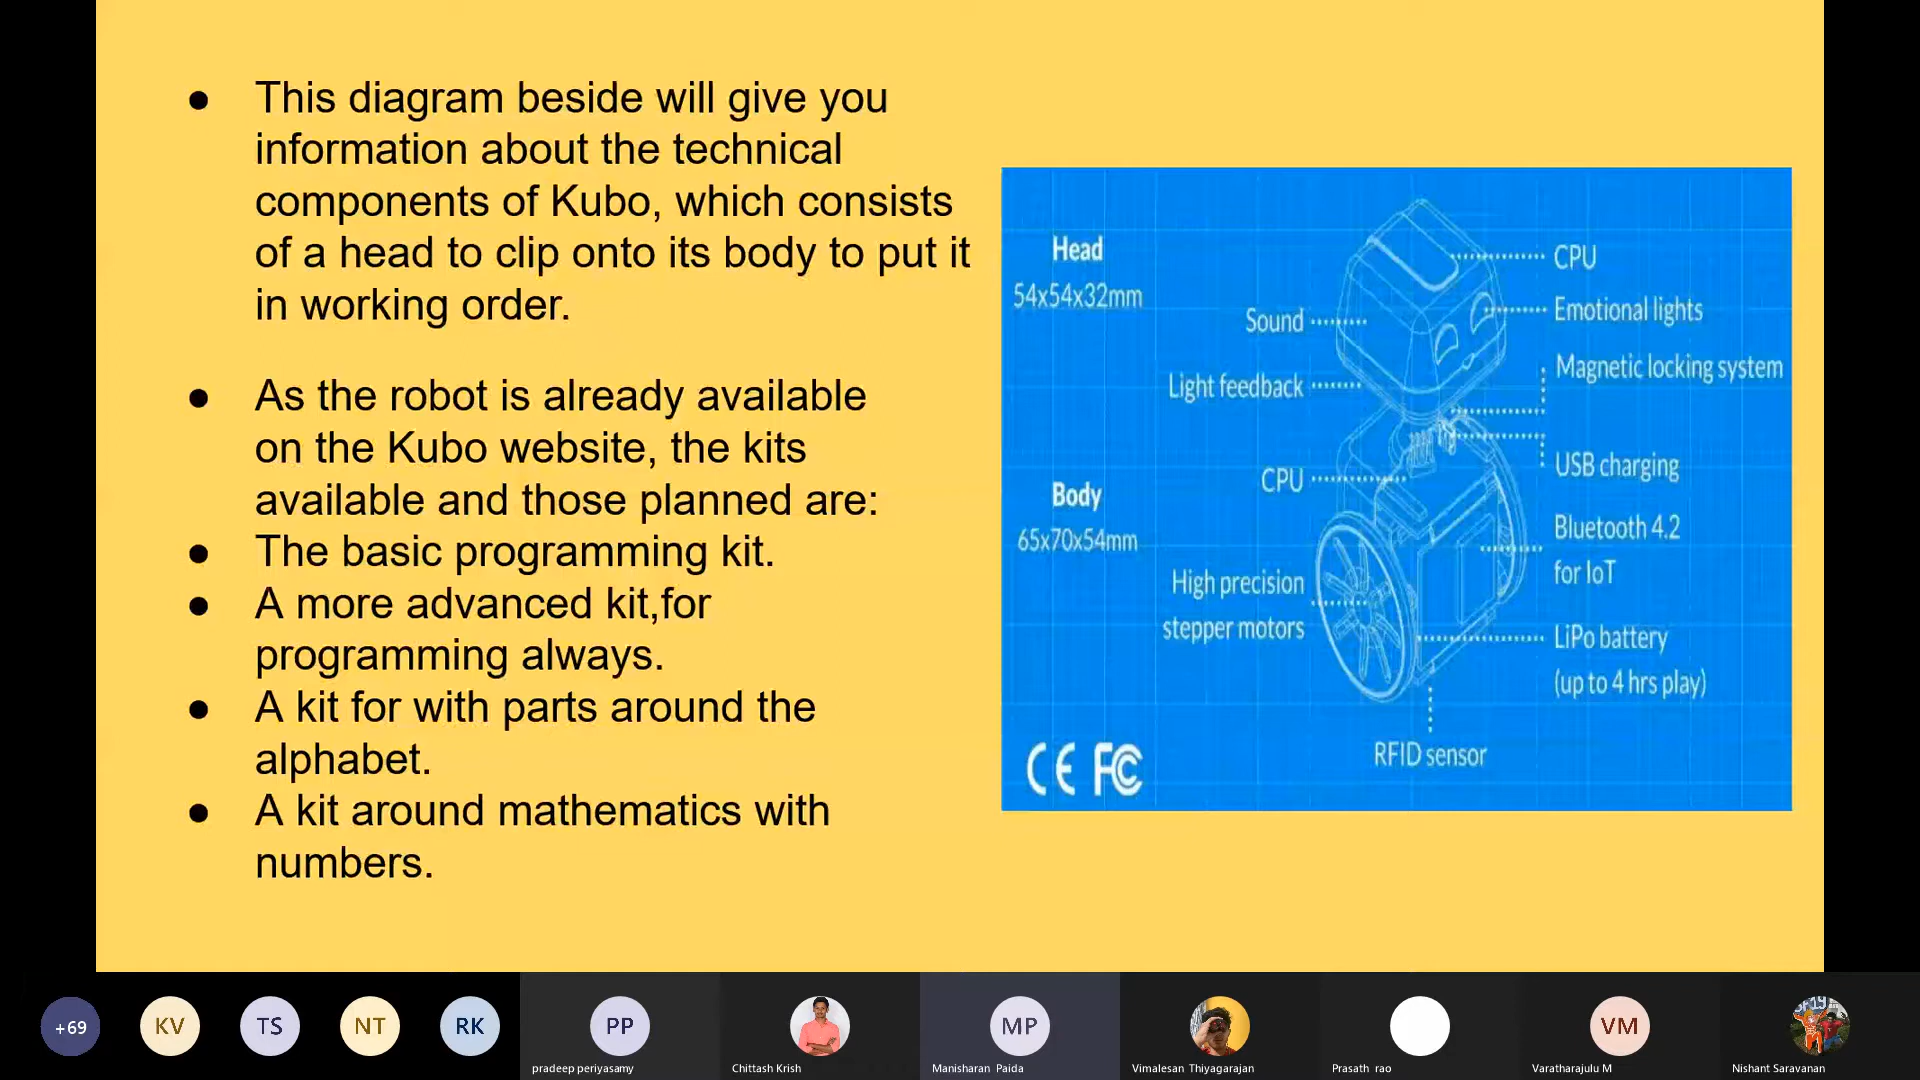 ● This diagram beside will give you
information about the technical
components of Kubo, which consists
of a head to clip onto its body to put it
in working order.
● As the robot is already available
on the Kubo website, the kits
available and those planned are:
● The basic programming kit.
● A more advanced kit,for
programming always.
● A kit for with parts around the
alphabet.
● A kit around mathematics with
numbers.
Head
54x54x32mm
Sound
Light feedback
CPU
Emotional lights
Magnetic locking system
Body
65x70x54mm
CPU
High precision
stepper motors
USB charging
Bluetooth 4.2
for IoT
LiPo battery
(up to 4 hrs play)
RFID sensor
CE FC
+69
KV
TS
NT
RK
PP
pradeep periyasamy
Chittash Krish
MP
Manisharan Paida
Vimalesan Thiyagarajan
Prasath rao
VM
Varatharajulu M
Nishant Saravanan